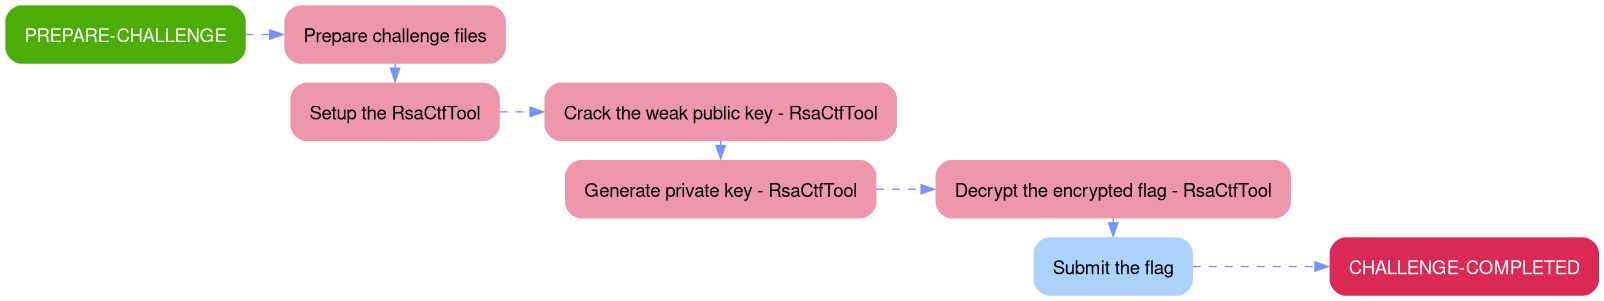 PREPARE-CHALLENGE
Prepare challenge files
Setup the RsaCtfTool
Crack the weak public key - RsaCtfTool
Generate private key - RsaCtfTool
Decrypt the encrypted flag - RsaCtfTool
Submit the flag
CHALLENGE-COMPLETED